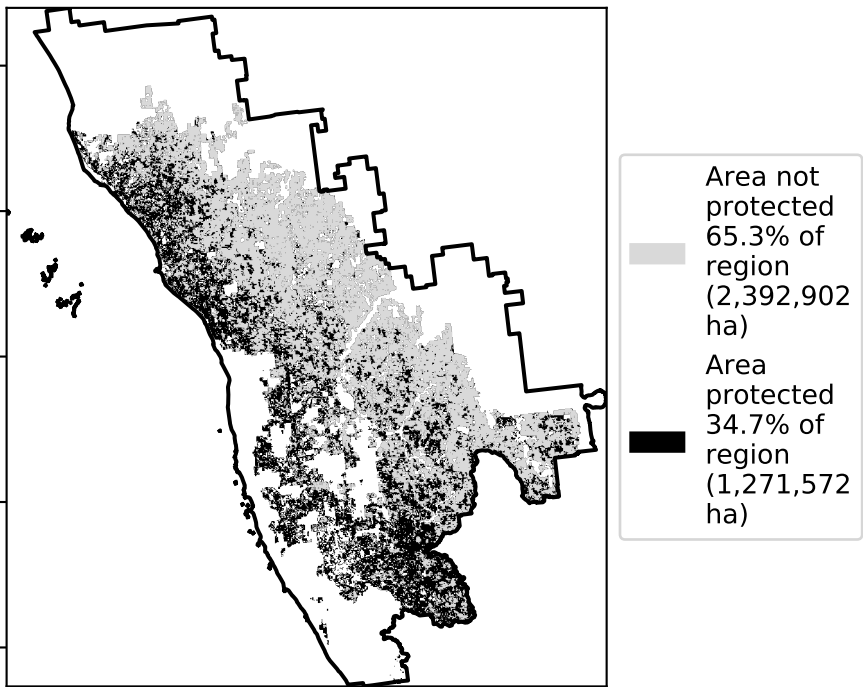 Area not
protected
65.3% of
region
(2,392,902
ha)
Area
protected
34.7% of
region
(1,271,572
ha)